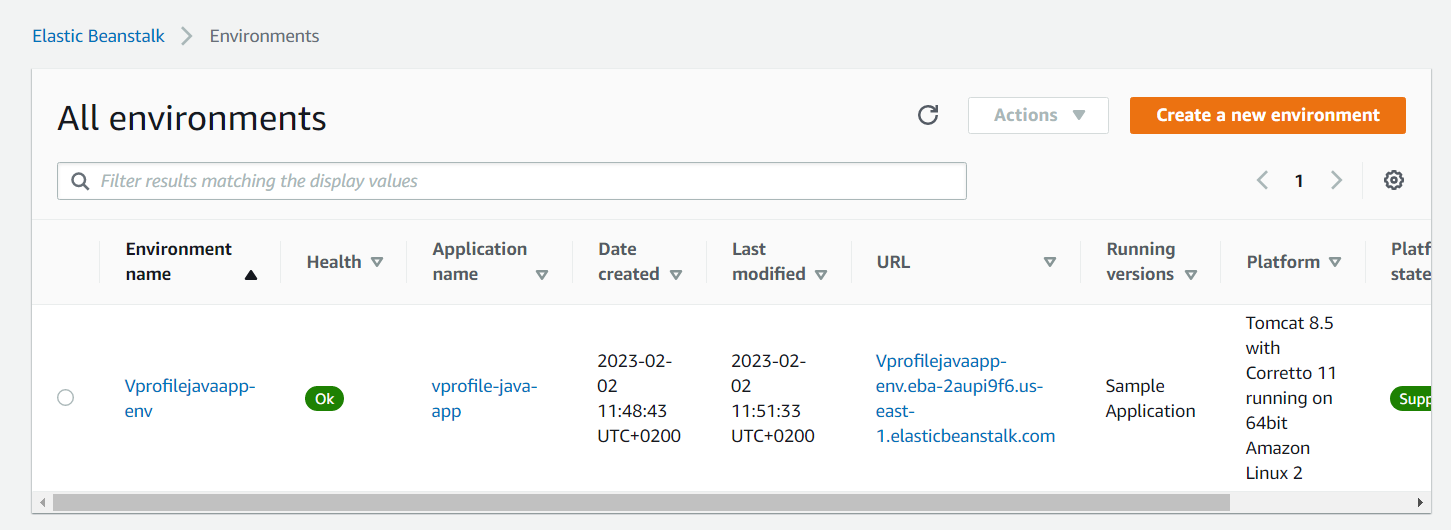 Elastic Beanstalk > Environments
All environments
Actions
Create a new environment
Filter results matching the display values
1
Environment
name
Health
Application
name
Date
created
Last
modified
URL
Running
versions
Platform
Platf
state
Vprofilejavaapp-
env
Ok
vprofile-java-
app
2023-02-
02
11:48:43
UTC+0200
2023-02-
02
11:51:33
UTC+0200
Vprofilejavaapp-
env.eba-2aupi9f6.us-
east-
1.elasticbeanstalk.com
Sample
Application
Tomcat 8.5
with
Corretto 11
running on
64bit
Amazon
Linux 2
Supp